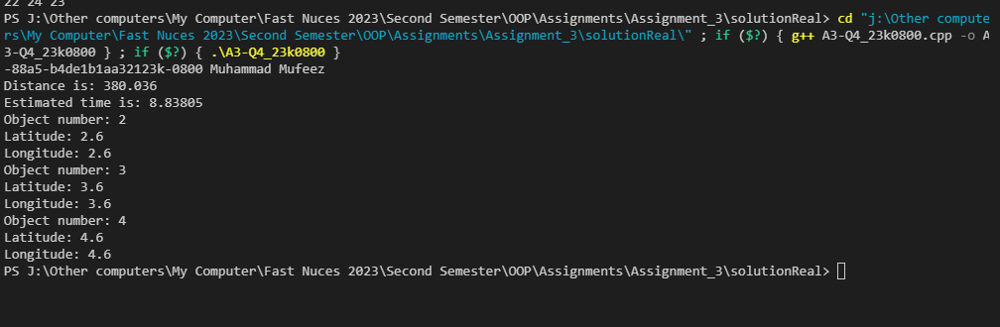 22 24 23
PS J:\Other computers\My Computer\Fast Nuces 2023\Second Semester\OOP\Assignments\Assignment_3\solutionReal> cd "j:\Other compute
rs\My Computer\Fast Nuces 2023\Second Semester\OOP\Assignments\Assignment_3\solutionReal\" ; if ($?) { g++ A3-Q4_23k0800.cpp -o A
3-Q4_23k0800 } ; if ($?) { .\A3-Q4_23k0800 }
-88a5-b4de1b1aa32123k-0800 Muhammad Mufeez
Distance is: 380.036
Estimated time is: 8.83805
Object number: 2
Latitude: 2.6
Longitude: 2.6
Object number: 3
Latitude: 3.6
Longitude: 3.6
Object number: 4
Latitude: 4.6
Longitude: 4.6
PS J:\Other computers\My Computer\Fast Nuces 2023\Second Semester\OOP\Assignments\Assignment_3\solutionReal>